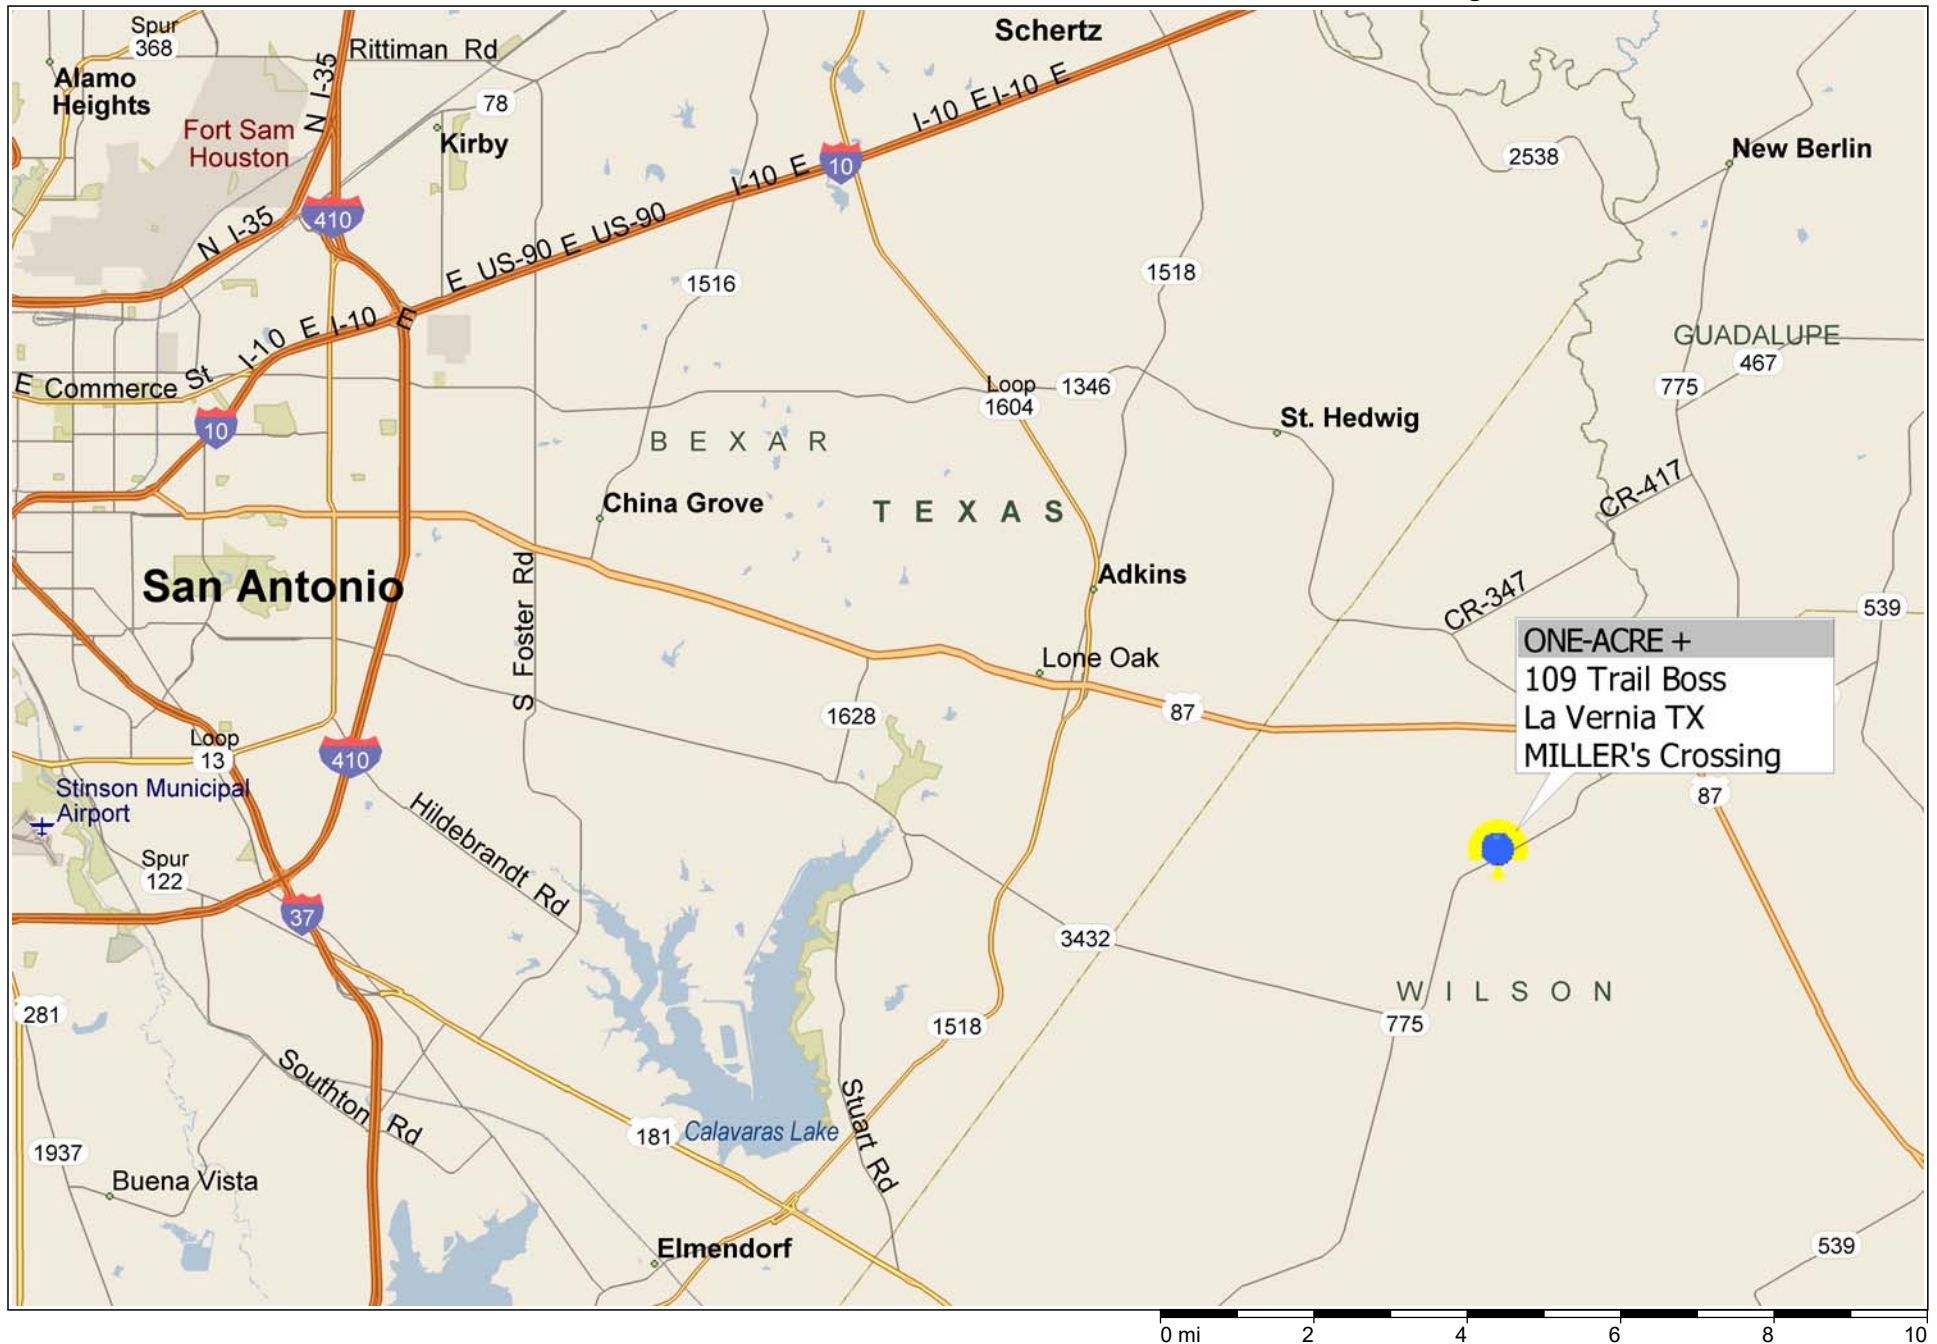 Spur
368
Rittiman Rd
Schertz
Alamo
Heights
N I-35
78
I-10 E I-10 E
Fort Sam
Houston
Kirby
10
I-10 E
2538
New Berlin
410
N I-35
E US-90 E US-90
1516
1518
I-10 E I-10 E
GUADALUPE
467
E Commerce St
Loop
1604
1346
775
10
BEXAR
St. Hedwig
China Grove
TEXAS
CR-417
San Antonio
S Foster Rd
Adkins
CR-347
539
ONE-ACRE +
109 Trail Boss
La Vernia TX
MILLER's Crossing
Lone Oak
1628
87
Loop
13
410
Stinson Municipal
Airport
87
Hildebrandt Rd
Spur
122
37
3432
WILSON
281
1518
775
Southton Rd
Stuart Rd
181
Calavaras Lake
1937
Buena Vista
Elmendorf
539
0 mi 2 4 6 8 10